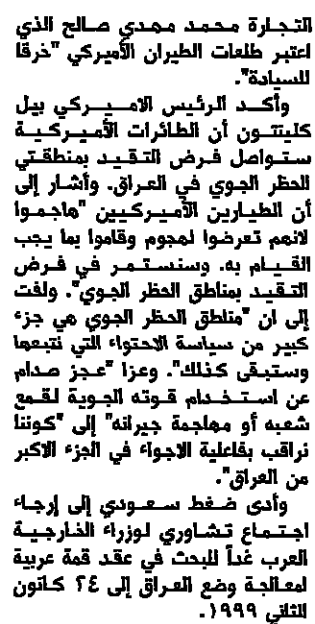 التجارة محمد مهدي صالح الذي
اعتبر طلعات الطيران الأميركي "خرقا
للسيادة".
وأكد الرئيس الاميركي بيل
كلينتون أن الطائرات الأميركية
ستواصل فرض التقيد بمنطقتي
الحظر الجوي في العراق. وأشار إلى
أن الطيارين الأميركيين "هاجموا
لانهم تعرضوا لهجوم وقاموا بما يجب
القيام به. وسنستمر في فرض
التقيد بمناطق الحظر الجوي". ولفت
إلى ان "مناطق الحظر الجوي هي جزء
كبير من سياسة الاحتواء التي نتبعها
وستبقى كذلك". وعزا "عجز صدام
عن استخدام قوته الجوية لقمع
شعبه أو مهاجمة جيرانه" إلى "كوننا
نراقب بفاعلية الاجواء في الجزء الاكبر
من العراق".
وأدى ضغط سعودي إلى إرجاء
اجتماع تشاوري لوزراء الخارجية
العرب غداً للبحث في عقد قمة عربية
لمعالجة وضع العراق إلى ٢٤ كانون
الثاني ١٩٩٩.